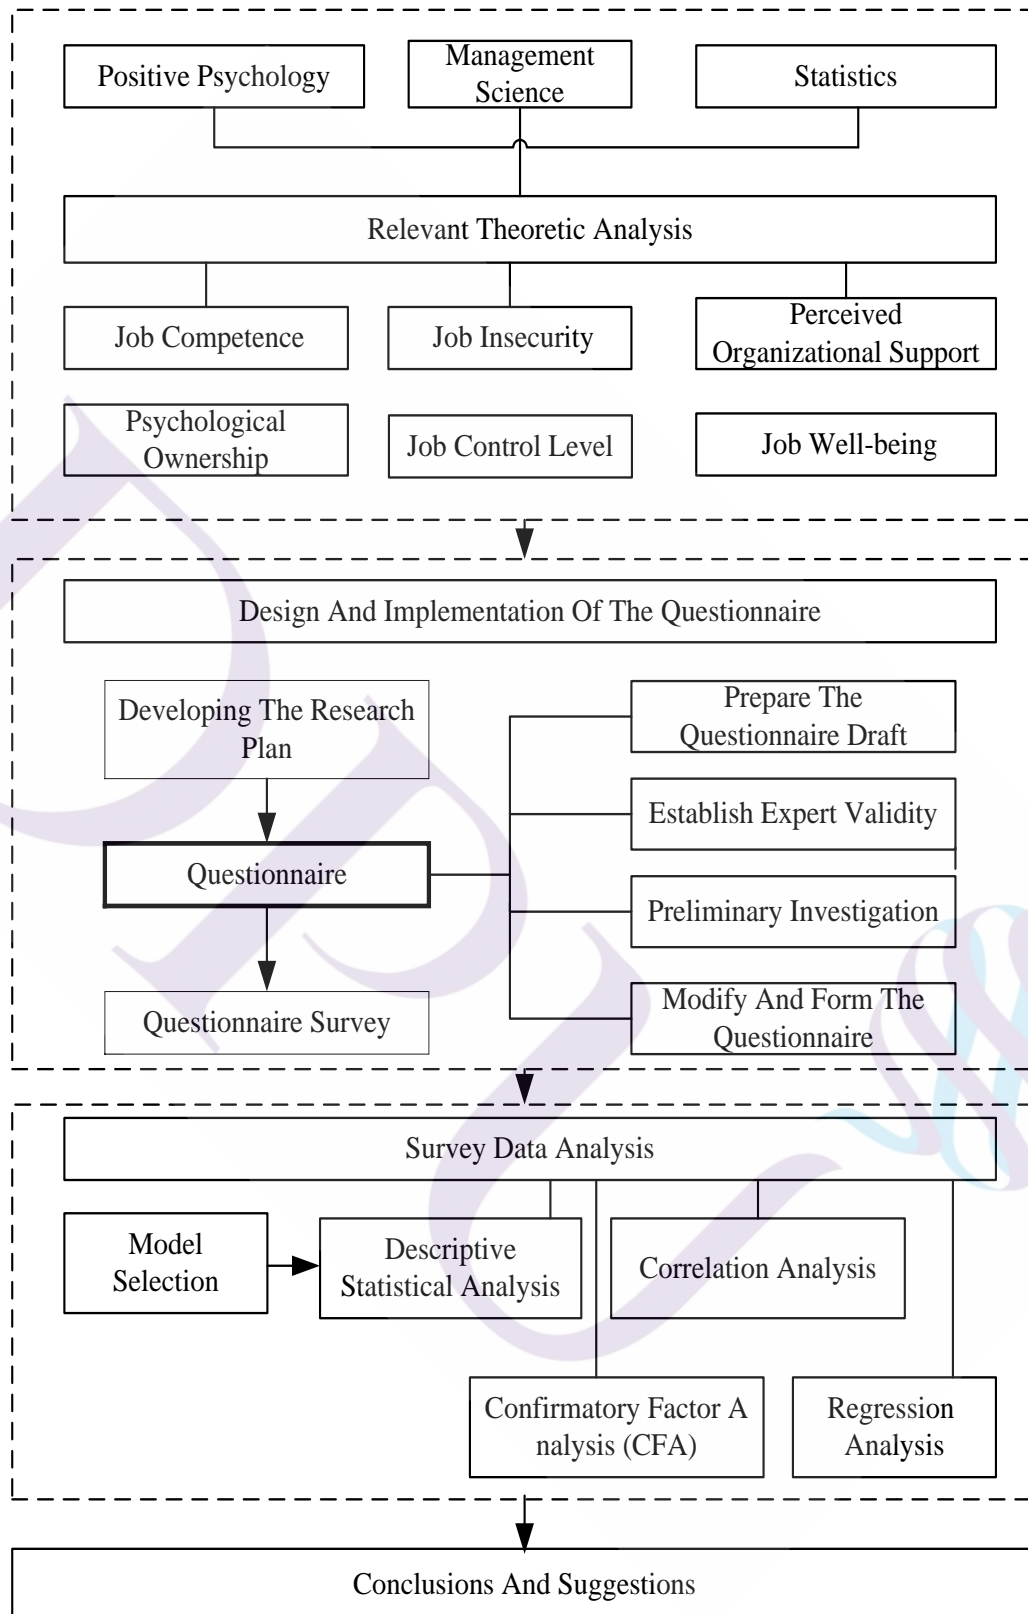 Positive Psychology
Management
Science
Statistics
Relevant Theoretic Analysis
Job Competence
Job Insecurity
Perceived
Organizational Support
Psychological
Ownership
Job Control Level
Job Well-being
Design And Implementation Of The Questionnaire
Developing The Research
Plan
Prepare The
Questionnaire Draft
Establish Expert Validity
Questionnaire
Preliminary Investigation
Questionnaire Survey
Modify And Form The
Questionnaire
Survey Data Analysis
Model
Selection
Descriptive
Statistical Analysis
Correlation Analysis
Confirmatory Factor A
nalysis (CFA)
Regression
Analysis
Conclusions And Suggestions